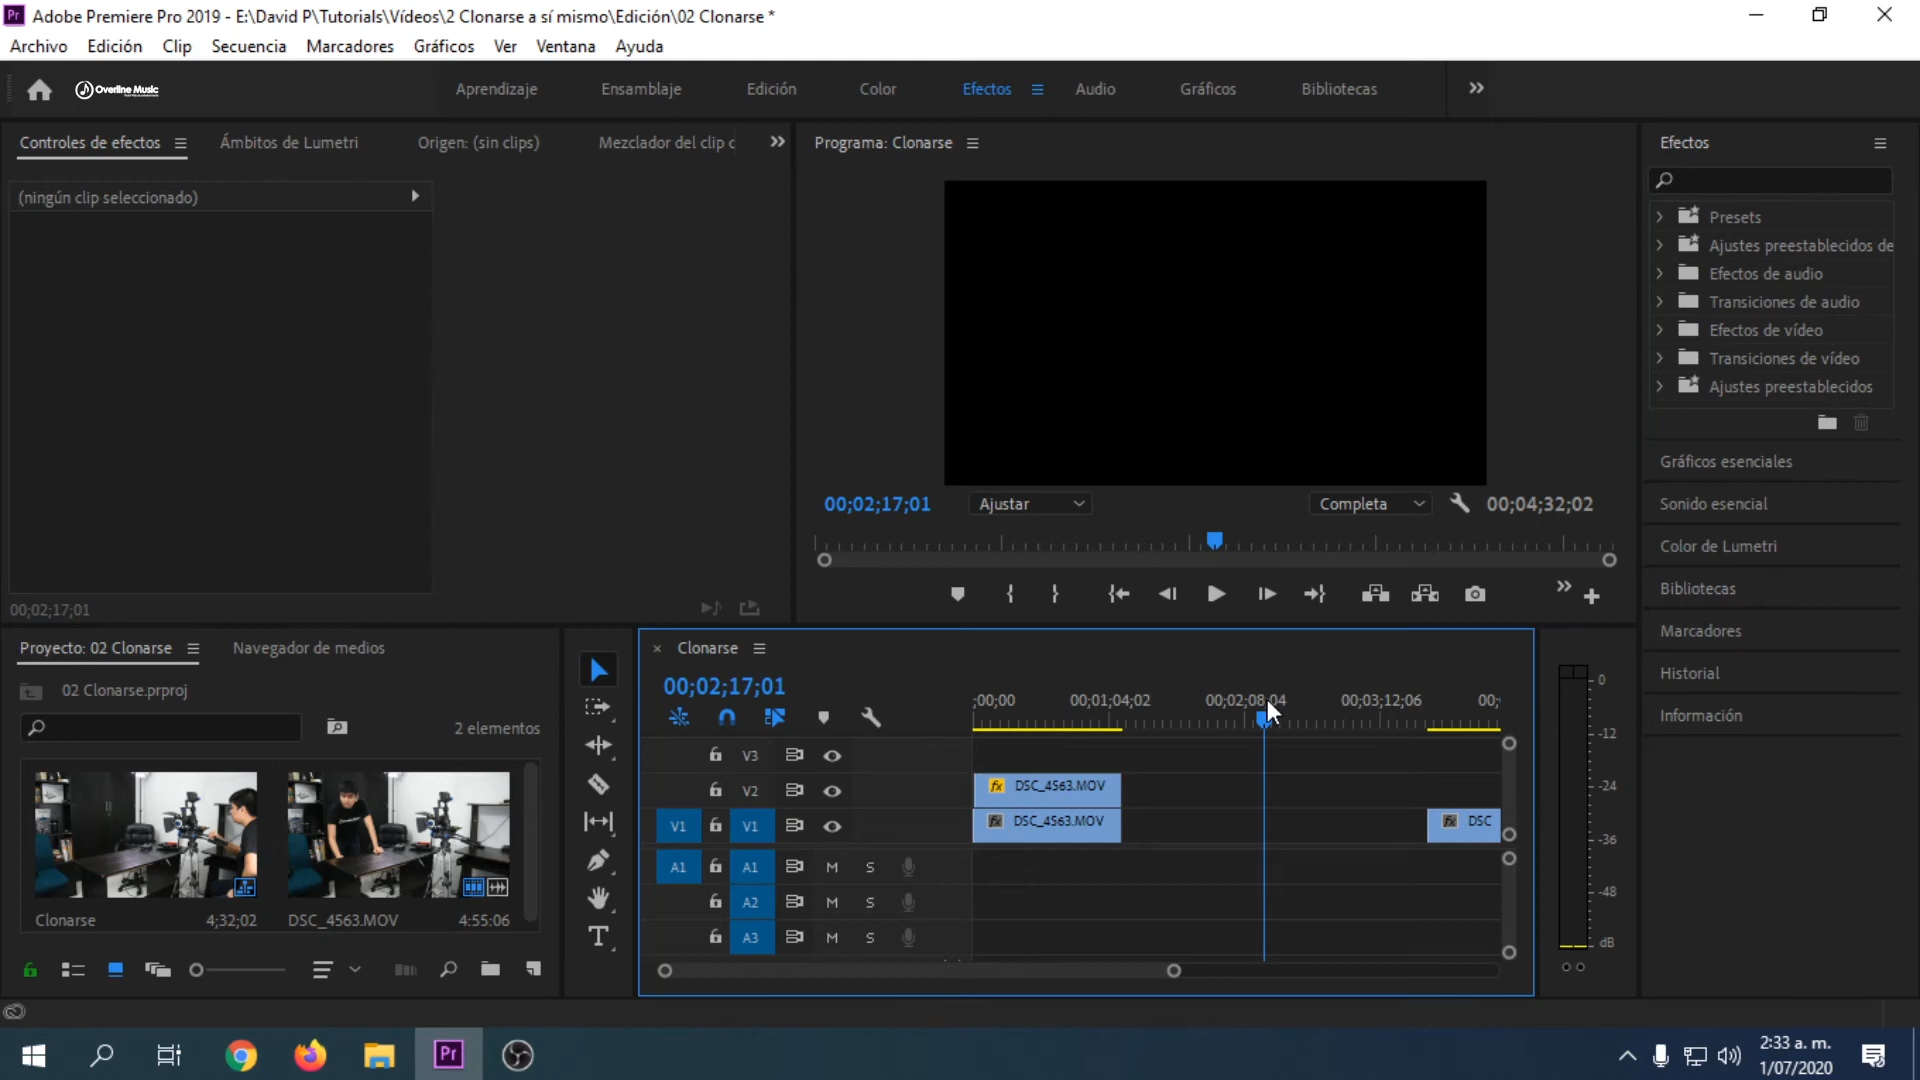 Adobe Premiere Pro 2019 - E:\David P\Tutorials\Vídeos\2 Clonarse a sí mismo\Edición\02 Clonarse *
Archivo Edición Clip Secuencia Marcadores Gráficos Ver Ventana Ayuda
Overline Music
Aprendizaje Ensamblaje Edición Color Efectos Audio Gráficos Bibliotecas
Controles de efectos Ámbitos de Lumetri Origen: (sin clips) Mezclador del clip
Programa: Clonarse
Efectos
(ningún clip seleccionado)
Presets
Ajustes preestablecidos de
Efectos de audio
Transiciones de audio
Efectos de vídeo
Transiciones de vídeo
Ajustes preestablecidos
Gráficos esenciales
Sonido esencial
Color de Lumetri
Bibliotecas
Marcadores
Historial
Información
00;02;17;01 Ajustar Completa 00;04;32;02
00;02;17;01
Proyecto: 02 Clonarse Navegador de medios
02 Clonarse.prproj
2 elementos
Clonarse 4;32;02 DSC_4563.MOV 4:55:06
Clonarse
00;02;17;01
;00;00 00;01;04;02 00;02;08;04 00;03;12;06 00;
V3
V2 fx DSC_4563.MOV
V1 V1 fx DSC_4563.MOV fx DSC
A1 A1 M S
A2 M S
A3 M S
0
-12
-24
-36
-48
dB
Pr
2:33 a. m.
1/07/2020